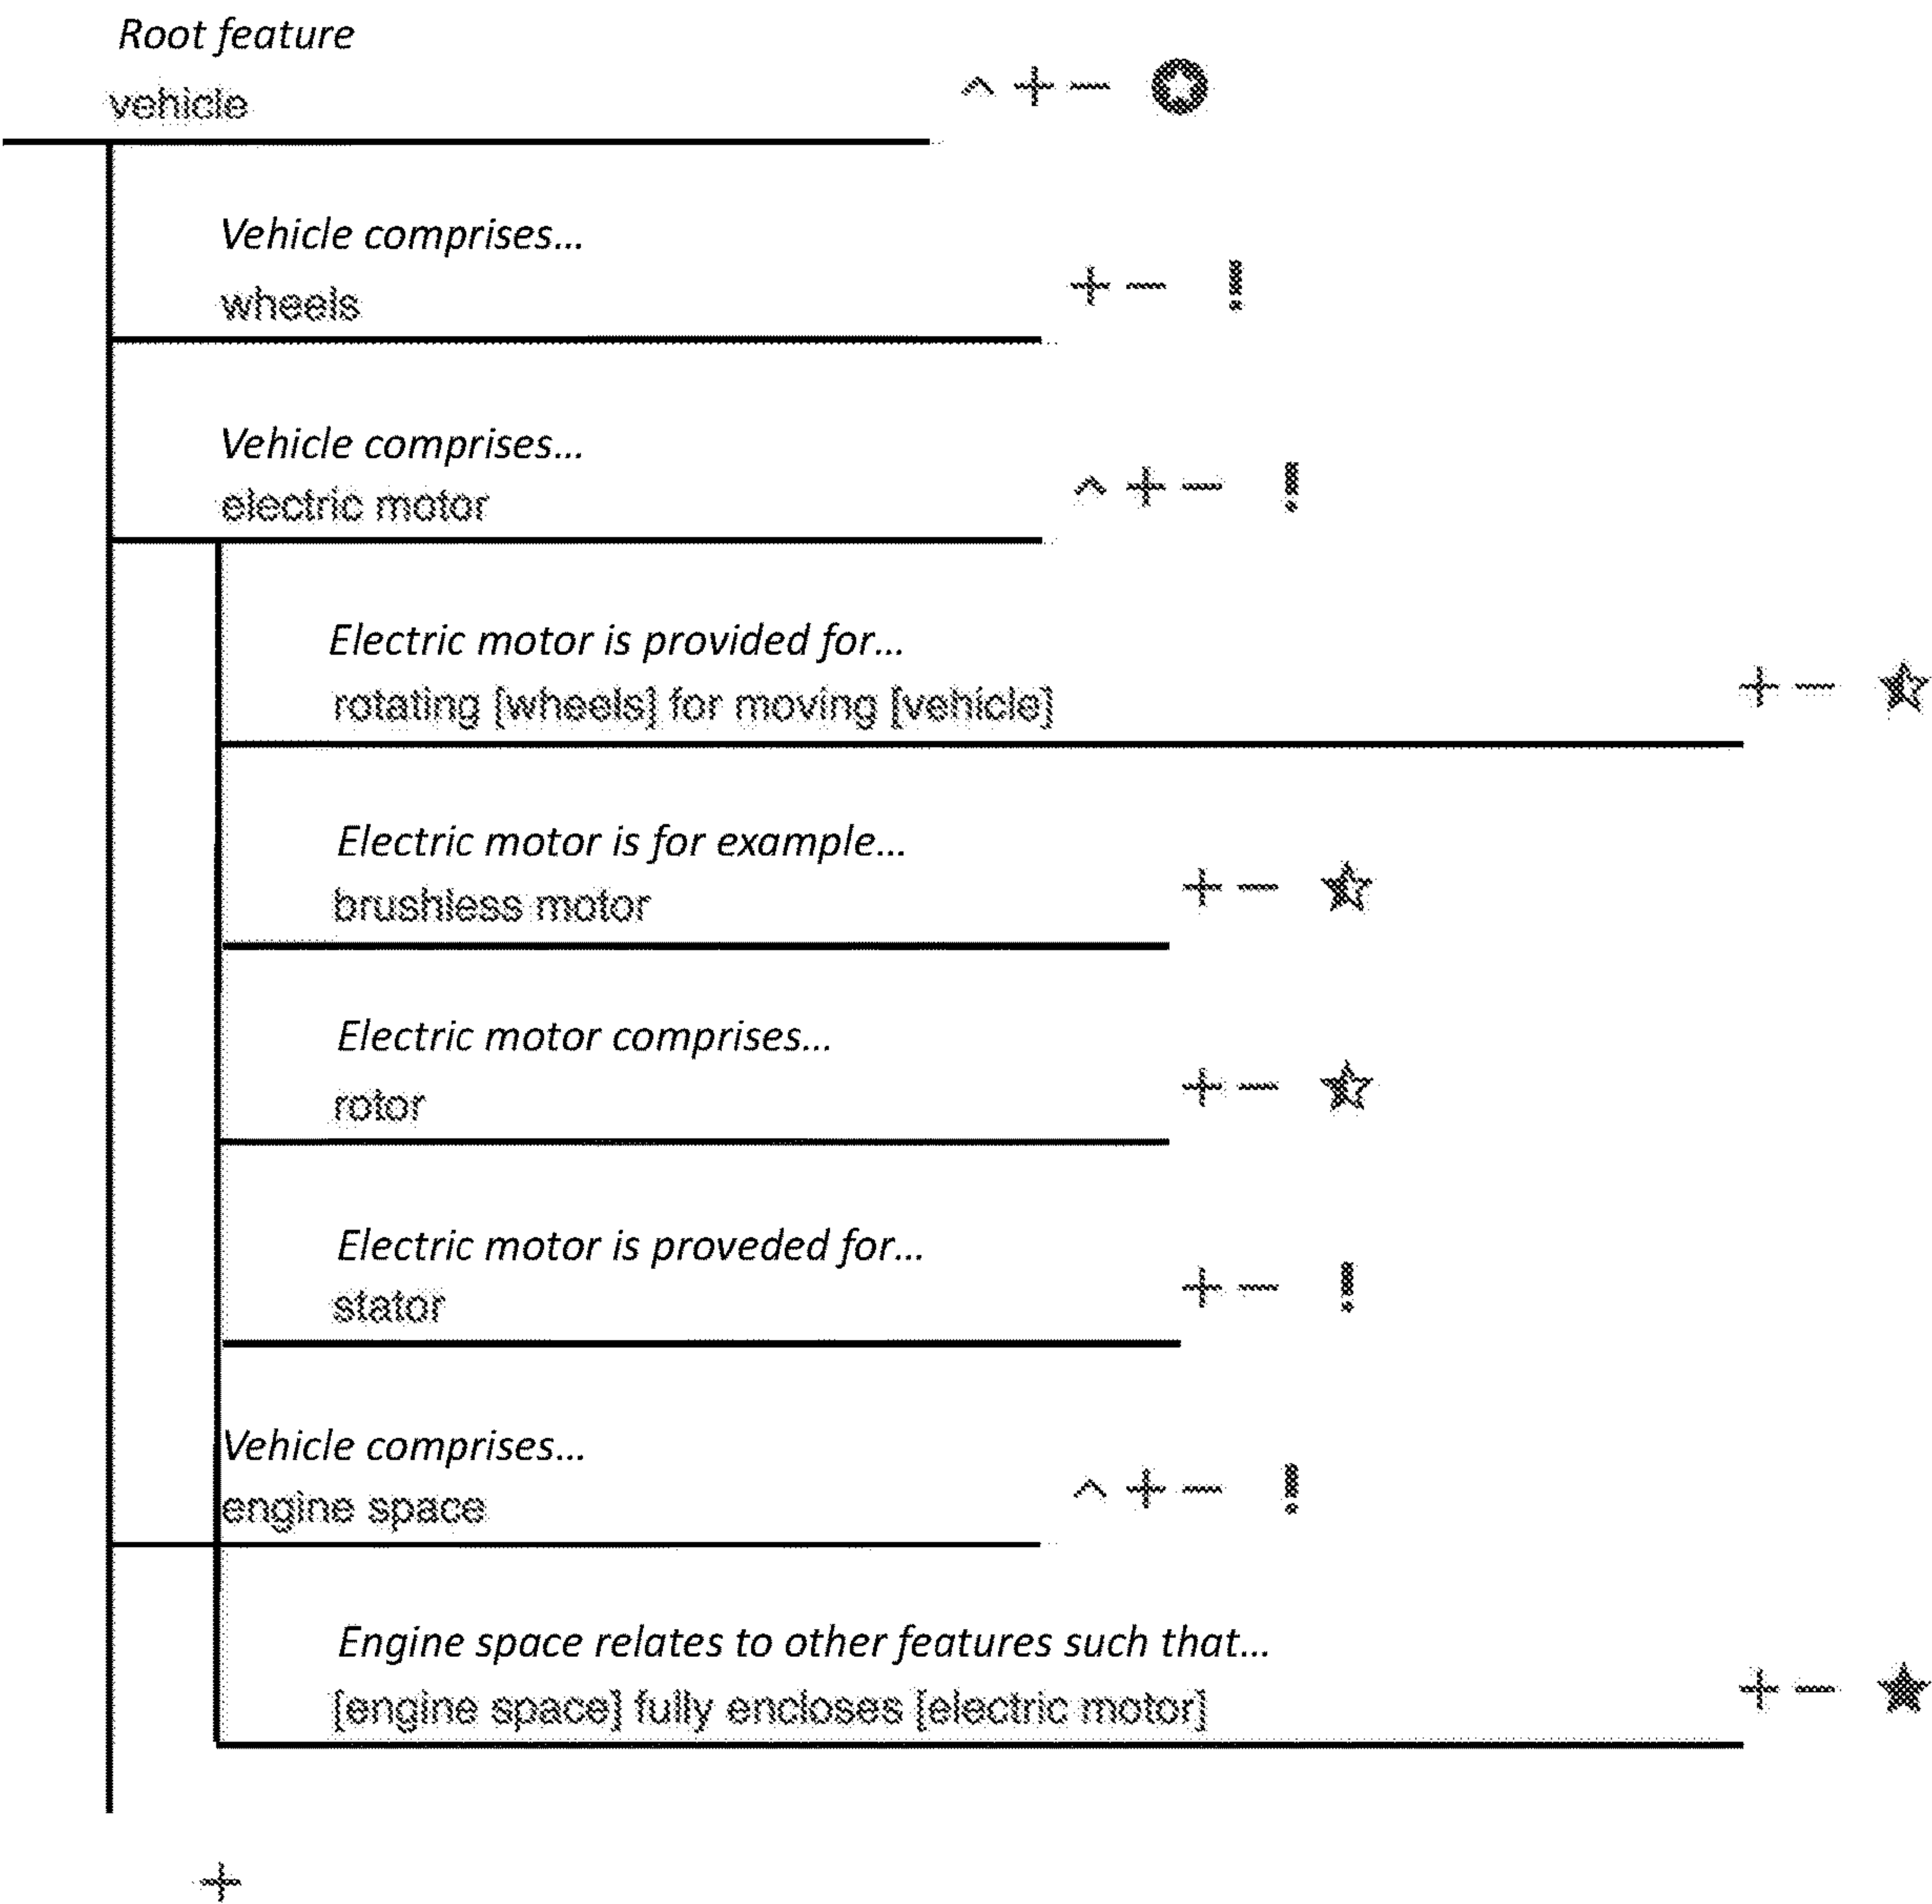 Root feature
vehicle ^ + −
Vehicle comprises...
wheels + − !
Vehicle comprises...
electric motor ^ + − !
Electric motor is provided for...
rotating [wheels] for moving [vehicle] + −
Electric motor is for example...
brushless motor + −
Electric motor comprises...
rotor + −
Electric motor is proveded for...
stator + − !
Vehicle comprises...
engine space ^ + − !
Engine space relates to other features such that...
[engine space] fully encloses [electric motor] + −
+